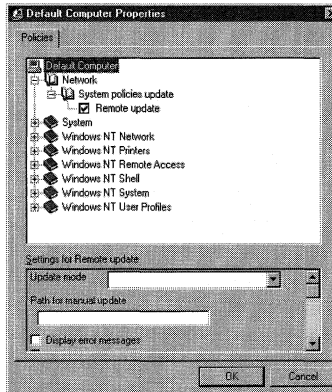 Default Computer Properties
Policies
Default Computer
Network
System policies update
Remote update
System
Windows NT Network
Windows NT Printers
Windows NT Remote Access
Windows NT Shell
Windows NT System
Windows NT User Profiles
Settings for Remote update
Update mode
Path for manual update
Display error messages
OK
Cancel